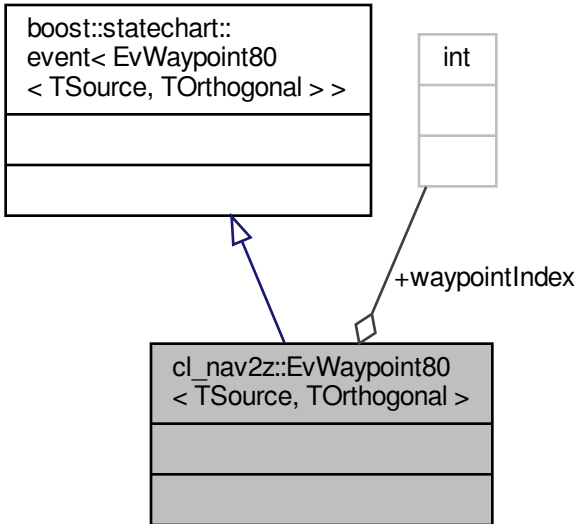 boost::statechart::
event< EvWaypoint80
< TSource, TOrthogonal > >
int
+waypointIndex
cl_nav2z::EvWaypoint80
< TSource, TOrthogonal >